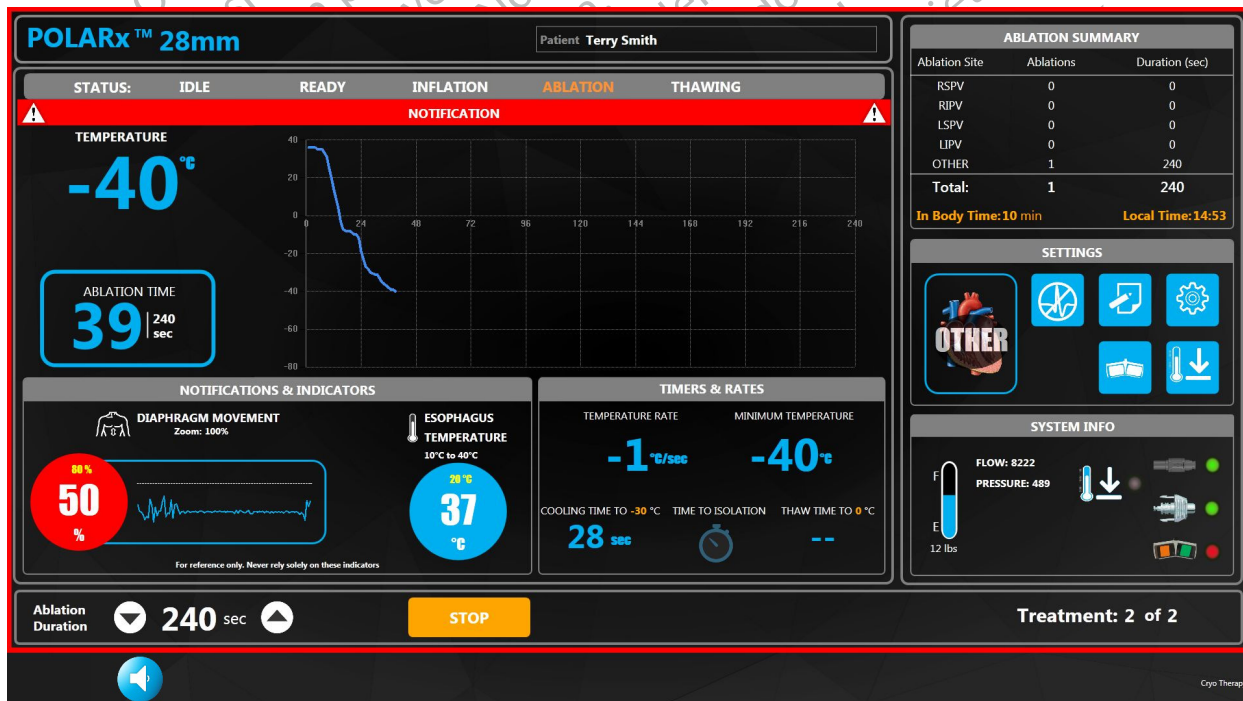 POLARx™ 28mm
Patient Terry Smith
STATUS: IDLE READY INFLATION ABLATION THAWING
NOTIFICATION
TEMPERATURE
-40 °C
ABLATION TIME
39 240 sec
40
20
0
-20
-40
-60
-80
0 24 48 72 96 120 144 168 192 216 240
NOTIFICATIONS & INDICATORS
DIAPHRAGM MOVEMENT
Zoom: 100%
80 %
50
%
ESOPHAGUS
TEMPERATURE
10°C to 40°C
20 °C
37
°C
For reference only. Never rely solely on these indicators
TIMERS & RATES
TEMPERATURE RATE MINIMUM TEMPERATURE
-1 °C/sec -40 °C
COOLING TIME TO -30 °C TIME TO ISOLATION THAW TIME TO 0 °C
28 sec --
ABLATION SUMMARY
Ablation Site Ablations Duration (sec)
RSPV 0 0
RIPV 0 0
LSPV 0 0
LIPV 0 0
OTHER 1 240
Total: 1 240
In Body Time: 10 min Local Time: 14:53
SETTINGS
OTHER
SYSTEM INFO
F
E
12 lbs
FLOW: 8222
PRESSURE: 489
Ablation
Duration
240 sec
STOP
Treatment: 2 of 2